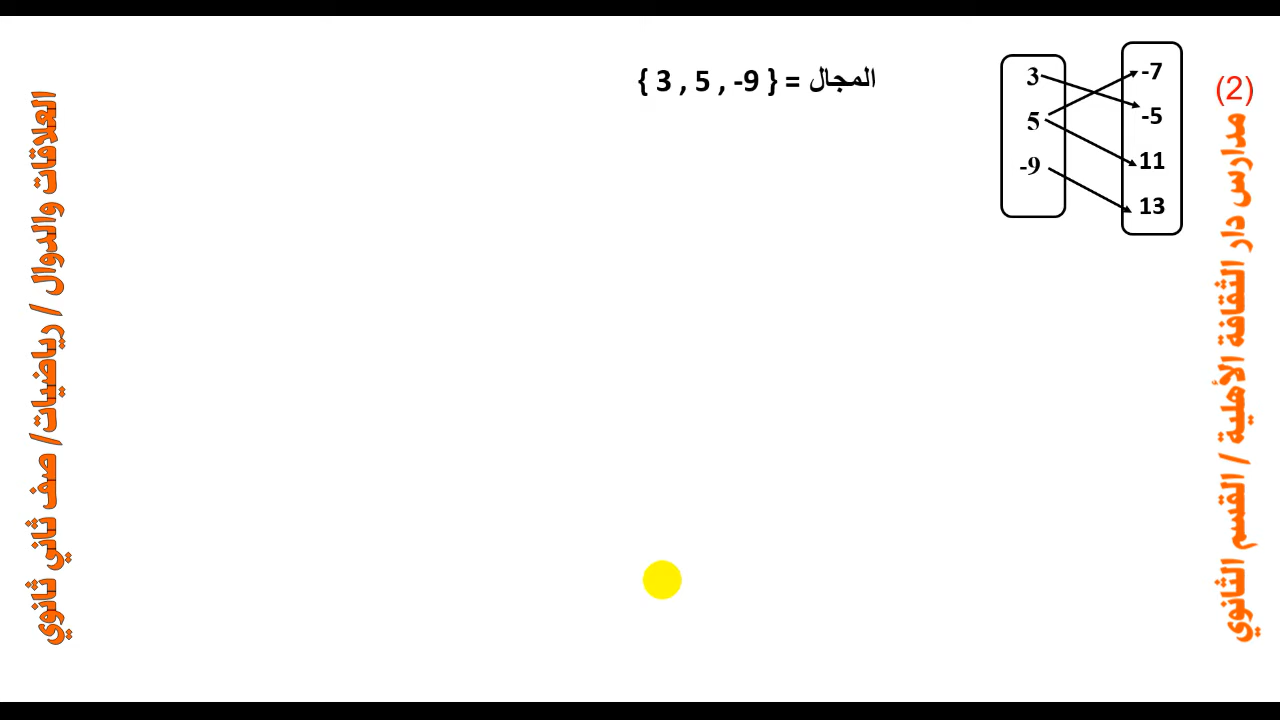 (2)
المجال = { 3 , 5 , -9 }
3
5
-9
-7
-5
11
13
مدارس دار الثقافة الأهلية / القسم الثانوي
العلاقات والدوال / رياضيات/ صف ثاني ثانوي